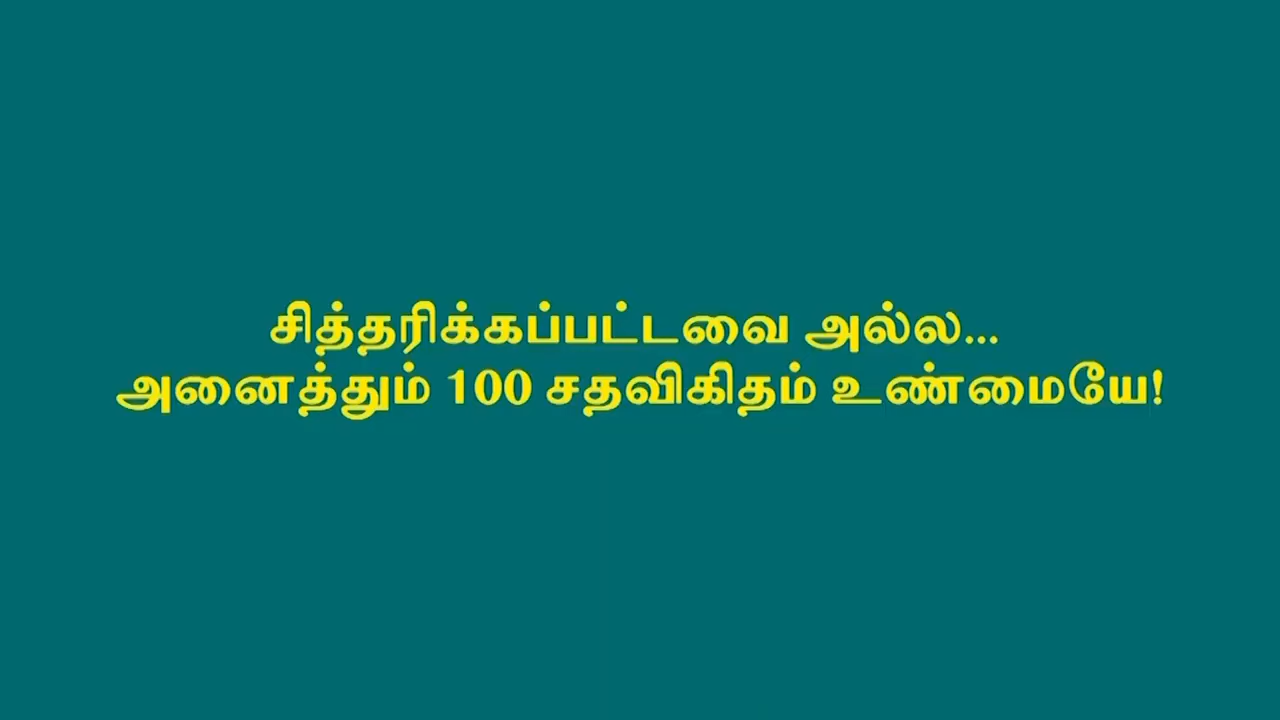 சித்தரிக்கப்பட்டவை அல்ல...
அனைத்தும் 100 சதவிகிதம் உண்மையே!